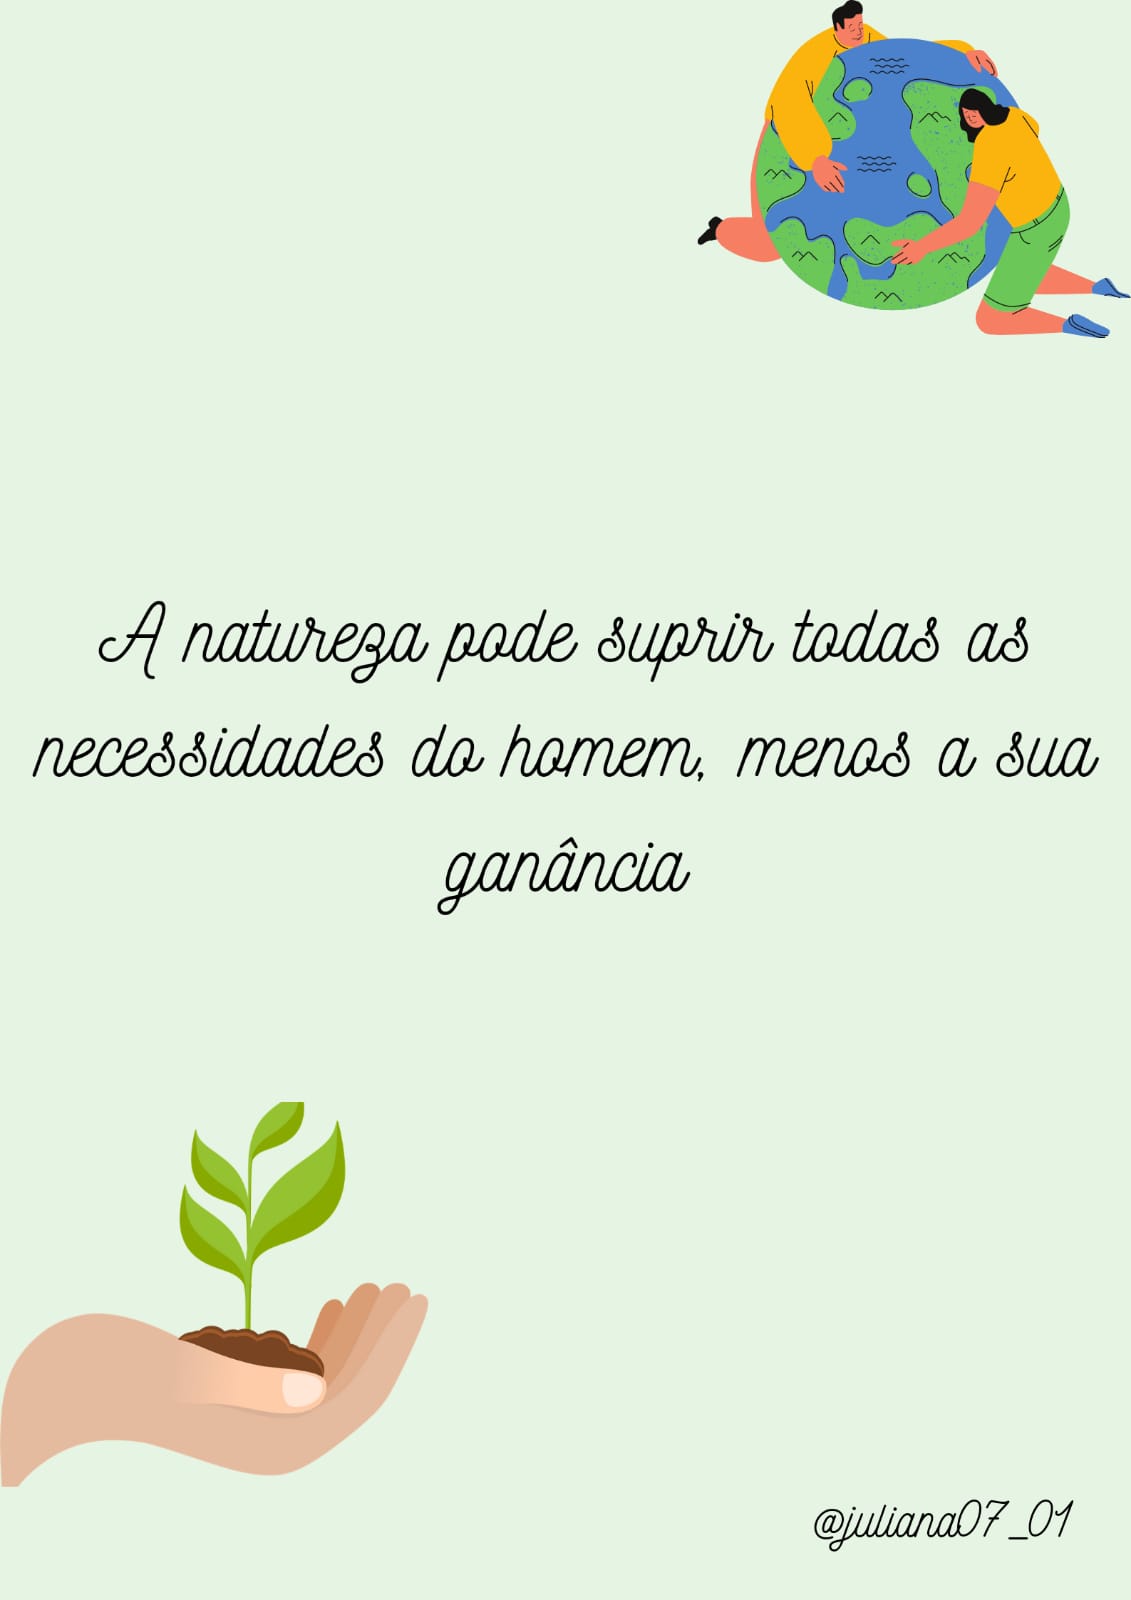 A natureza pode suprir todas as
necessidades do homem, menos a sua
ganância
@juliana07_01